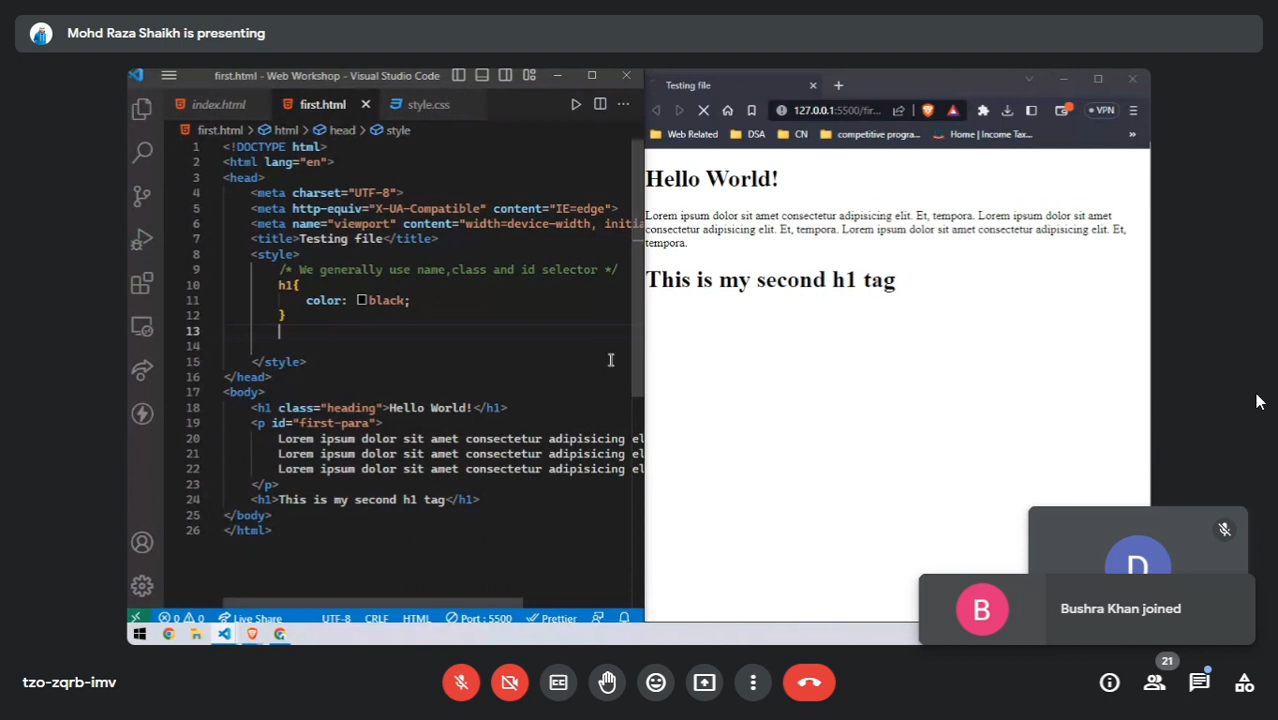 Mohd Raza Shaikh is presenting
first.html - Web Workshop - Visual Studio Code
index.html first.html style.css
first.html > html > head > style
1 <!DOCTYPE html>
2 <html lang="en">
3 <head>
4 <meta charset="UTF-8">
5 <meta http-equiv="X-UA-Compatible" content="IE=edge">
6 <meta name="viewport" content="width=device-width, initia
7 <title>Testing file</title>
8 <style>
9 /* We generally use name,class and id selector */
10 h1{
11 color: black;
12 }
13
14
15 </style>
16 </head>
17 <body>
18 <h1 class="heading">Hello World!</h1>
19 <p id="first-para">
20 Lorem ipsum dolor sit amet consectetur adipisicing el
21 Lorem ipsum dolor sit amet consectetur adipisicing el
22 Lorem ipsum dolor sit amet consectetur adipisicing el
23 </p>
24 <h1>This is my second h1 tag</h1>
25 </body>
26 </html>
0 0 Live Share UTF-8 CRLF HTML Port : 5500 Prettier
Testing file
127.0.0.1:5500/fir... VPN
Web Related DSA CN competitive progra... Home | Income Tax... »
Hello World!
Lorem ipsum dolor sit amet consectetur adipisicing elit. Et, tempora. Lorem ipsum dolor sit amet
consectetur adipisicing elit. Et, tempora. Lorem ipsum dolor sit amet consectetur adipisicing elit. Et,
tempora.
This is my second h1 tag
D
B Bushra Khan joined
tzo-zqrb-imv
CC
21